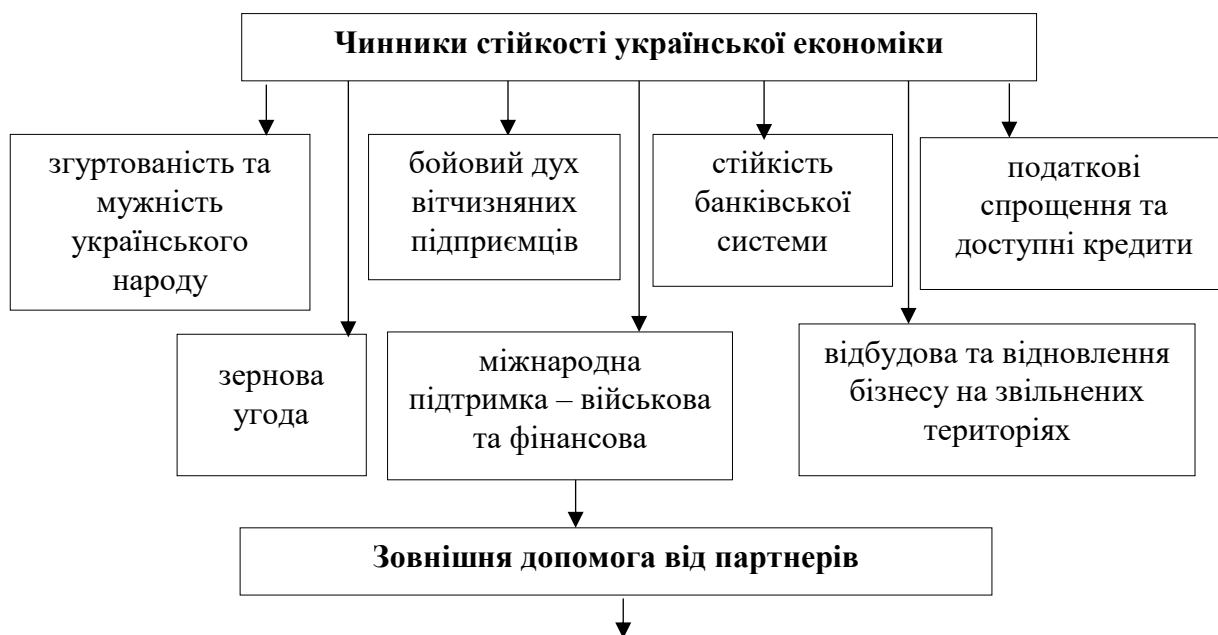 Чинники стійкості української економіки
згуртованість та
мужність
українського
народу
бойовий дух
вітчизняних
підприємців
стійкість
банківської
системи
податкові
спрощення та
доступні кредити
зернова
угода
міжнародна
підтримка – військова
та фінансова
відбудова та відновлення
бізнесу на звільнених
територіях
Зовнішня допомога від партнерів